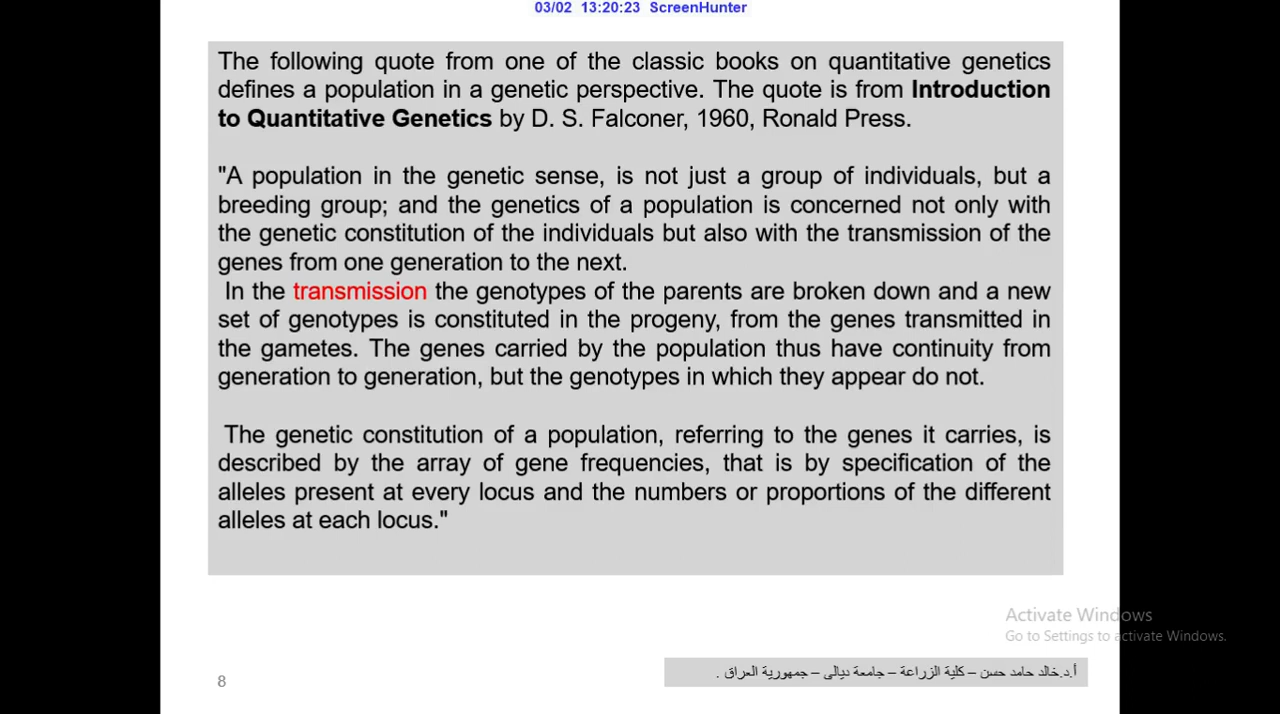 03/02 13:20:23 ScreenHunter
The following quote from one of the classic books on quantitative genetics
defines a population in a genetic perspective. The quote is from Introduction
to Quantitative Genetics by D. S. Falconer, 1960, Ronald Press.
"A population in the genetic sense, is not just a group of individuals, but a
breeding group; and the genetics of a population is concerned not only with
the genetic constitution of the individuals but also with the transmission of the
genes from one generation to the next.
In the transmission the genotypes of the parents are broken down and a new
set of genotypes is constituted in the progeny, from the genes transmitted in
the gametes. The genes carried by the population thus have continuity from
generation to generation, but the genotypes in which they appear do not.
The genetic constitution of a population, referring to the genes it carries, is
described by the array of gene frequencies, that is by specification of the
alleles present at every locus and the numbers or proportions of the different
alleles at each locus."
Activate Windows
Go to Settings to activate Windows.
أ.د.خالد حامد حسن – كلية الزراعة – جامعة ديالى – جمهورية العراق .
8